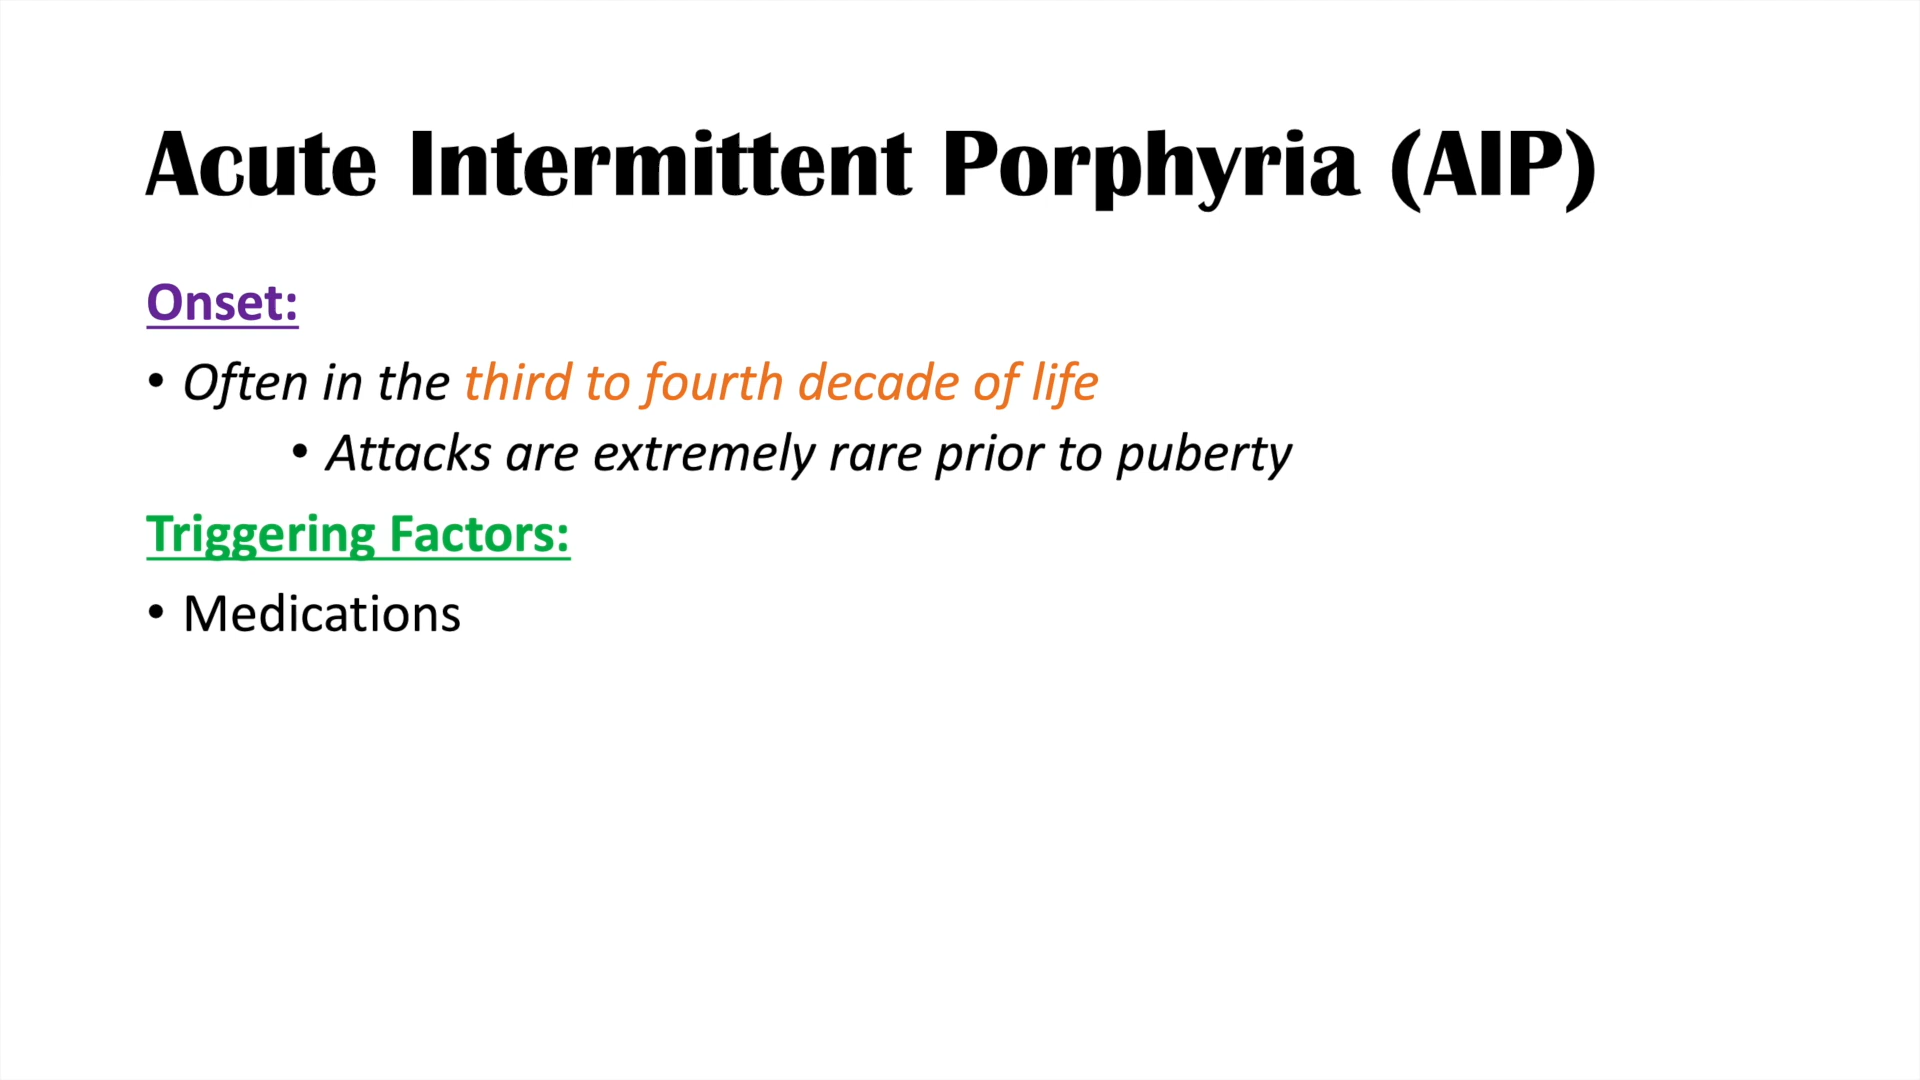 Acute Intermittent Porphyria (AIP)
Onset:
• Often in the third to fourth decade of life
• Attacks are extremely rare prior to puberty
Triggering Factors:
• Medications